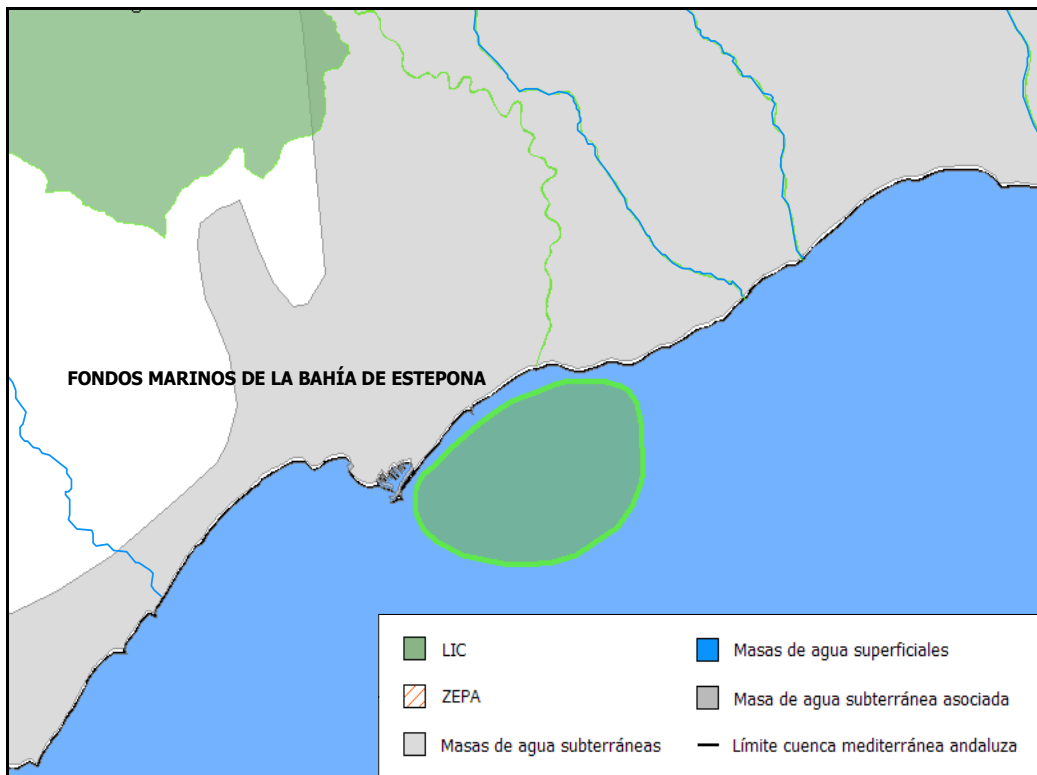 FONDOS MARINOS DE LA BAHÍA DE ESTEPONA
LIC
ZEPA
Masas de agua subterráneas
Masas de agua superficiales
Masa de agua subterránea asociada
Límite cuenca mediterránea andaluza